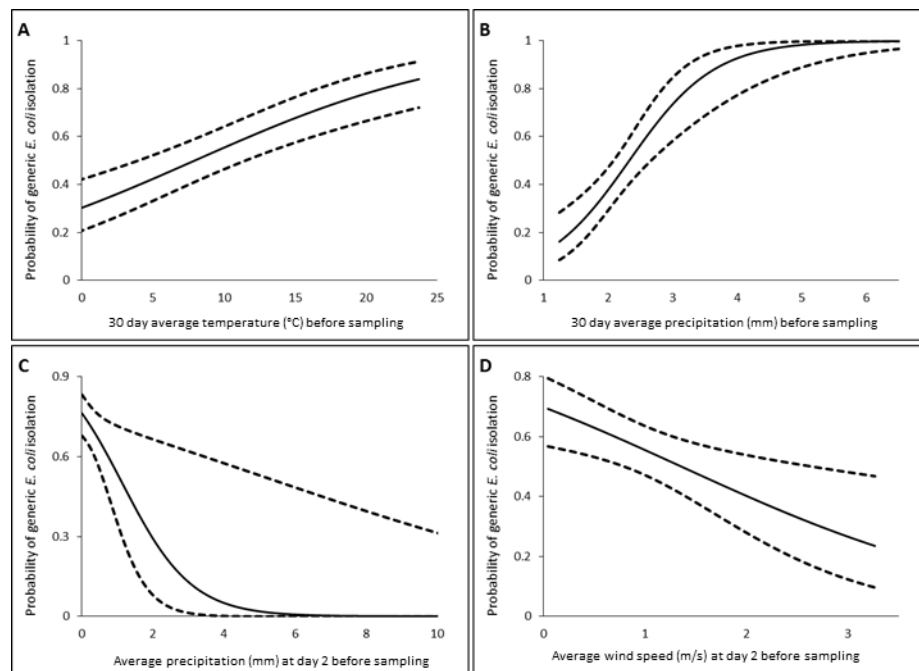 A
Probability of generic E. coli isolation
1
0.8
0.6
0.4
0.2
0
0 5 10 15 20 25
30 day average temperature (°C) before sampling
B
Probability of generic E. coli isolation
1
0.8
0.6
0.4
0.2
0
1 2 3 4 5 6
30 day average precipitation (mm) before sampling
C
Probability of generic E. coli isolation
0.9
0.6
0.3
0
0 2 4 6 8 10
Average precipitation (mm) at day 2 before sampling
D
Probability of generic E. coli isolation
0.8
0.6
0.4
0.2
0
0 1 2 3
Average wind speed (m/s) at day 2 before sampling